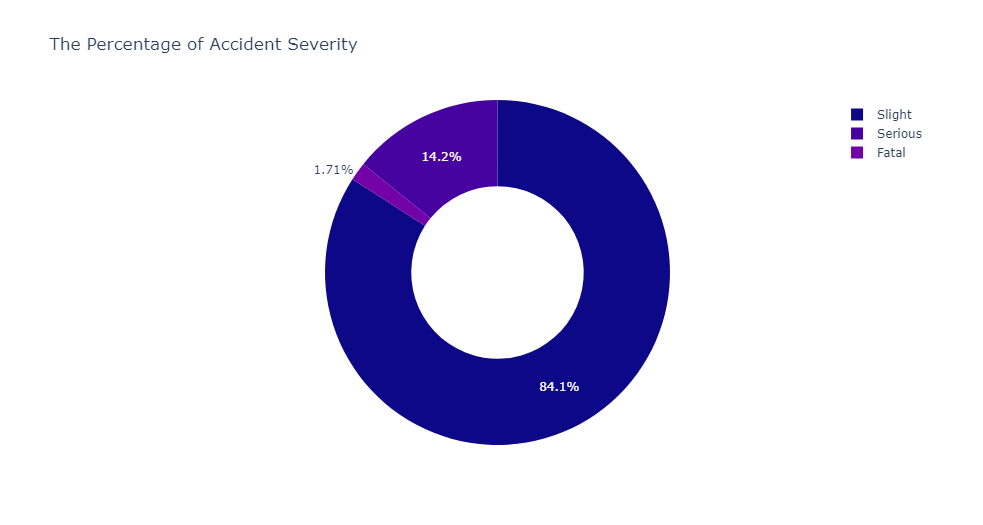 The Percentage of Accident Severity
Slight
Serious
Fatal
14.2%
1.71%
84.1%